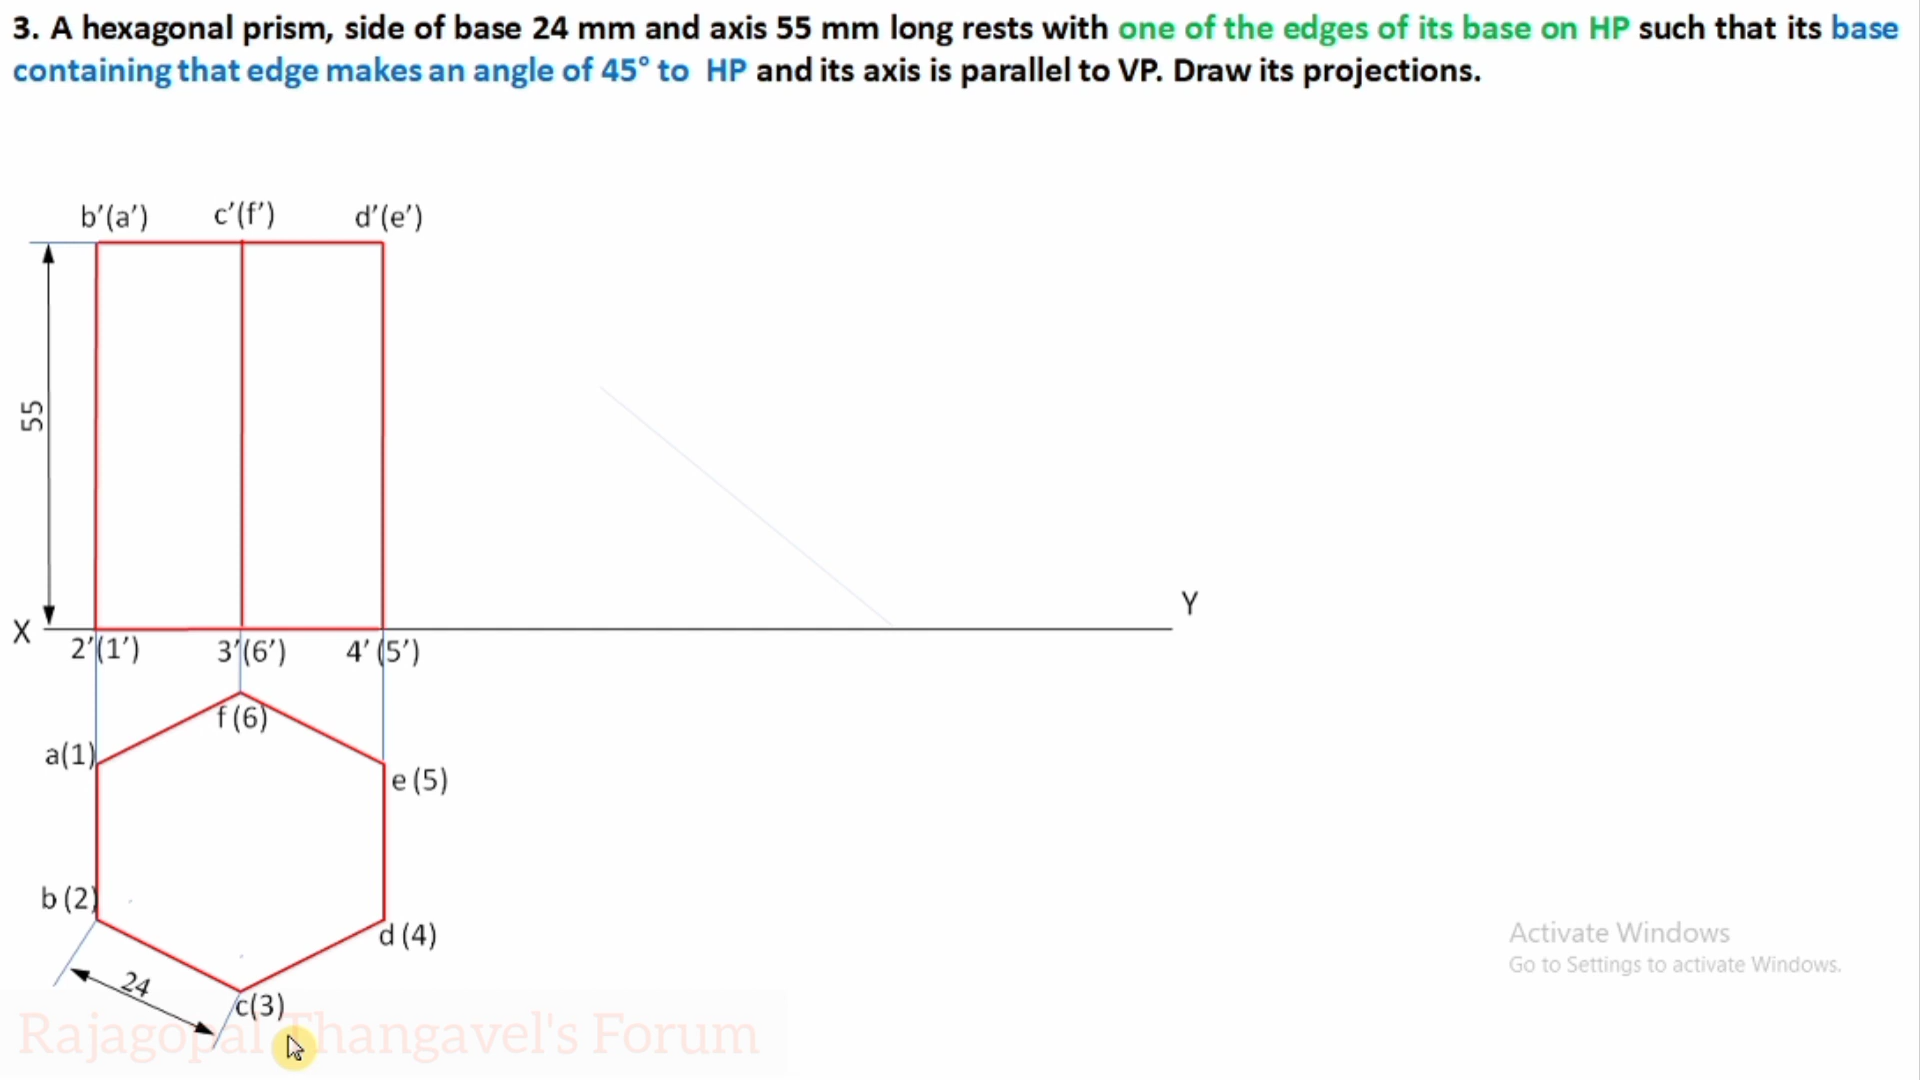 3. A hexagonal prism, side of base 24 mm and axis 55 mm long rests with one of the edges of its base on HP such that its base
containing that edge makes an angle of 45° to HP and its axis is parallel to VP. Draw its projections.
b’(a’) c’(f’) d’(e’)
55
Y
X
2’(1’) 3’(6’) 4’(5’)
f (6)
a(1)
e (5)
b (2)
d (4)
24
c(3)
Activate Windows
Go to Settings to activate Windows.
Rajagopal Thangavel's Forum